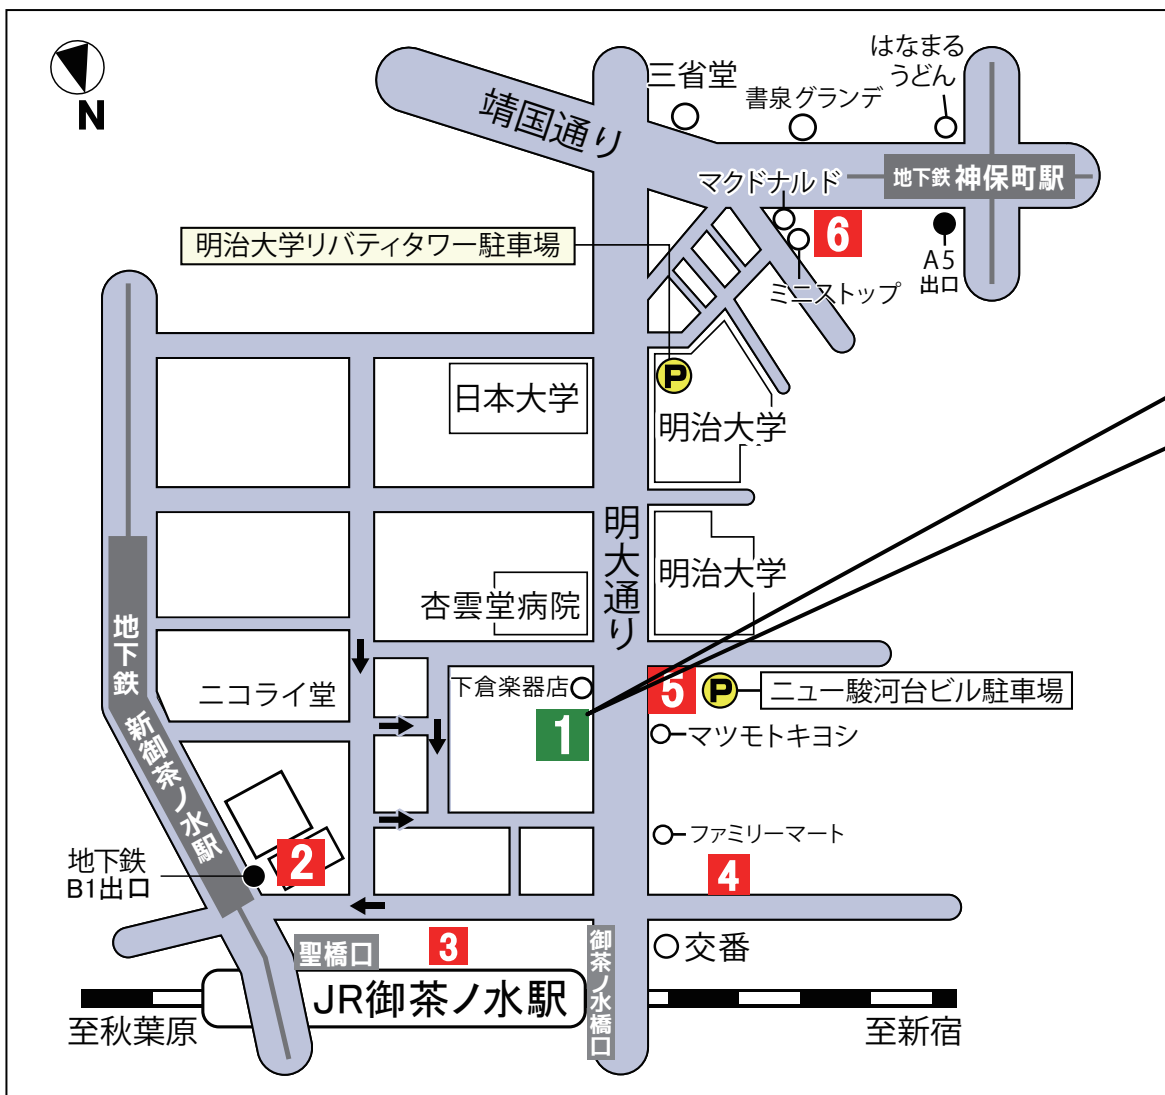 N
靖国通り
三省堂
書泉グランデ
はなまる
うどん
地下鉄 神保町駅
マクドナルド
6
A5
出口
ミニストップ
明治大学リバティタワー駐車場
P
日本大学
明治大学
明大通り
明治大学
杏雲堂病院
地下鉄
新御茶ノ水駅
ニコライ堂
下倉楽器店
1
5
P
ニュー駿河台ビル駐車場
マツモトキヨシ
ファミリーマート
2
4
地下鉄
B1出口
聖橋口
3
御茶ノ水橋口
交番
JR御茶ノ水駅
至秋葉原
至新宿